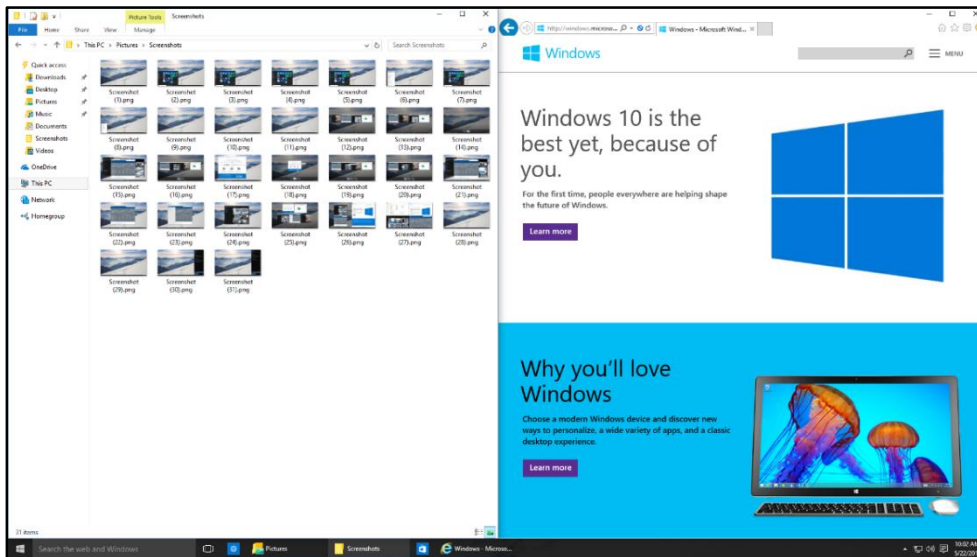 Picture Tools
Screenshots
File
Home
Share
View
Manage
This PC > Pictures > Screenshots
Search Screenshots
Quick access
Downloads
Desktop
Pictures
Music
Documents
Screenshots
Videos
OneDrive
This PC
Network
Homegroup
Screenshot (1).png
Screenshot (2).png
Screenshot (3).png
Screenshot (4).png
Screenshot (5).png
Screenshot (6).png
Screenshot (7).png
Screenshot (8).png
Screenshot (9).png
Screenshot (10).png
Screenshot (11).png
Screenshot (12).png
Screenshot (13).png
Screenshot (14).png
Screenshot (15).png
Screenshot (16).png
Screenshot (17).png
Screenshot (18).png
Screenshot (19).png
Screenshot (20).png
Screenshot (21).png
Screenshot (22).png
Screenshot (23).png
Screenshot (24).png
Screenshot (25).png
Screenshot (26).png
Screenshot (27).png
Screenshot (28).png
Screenshot (29).png
Screenshot (30).png
Screenshot (31).png
31 items
http://windows.microsw...
Windows - Microsoft Wind...
Windows
MENU
Windows 10 is the
best yet, because of
you.
For the first time, people everywhere are helping shape
the future of Windows.
Learn more
Why you'll love
Windows
Choose a modern Windows device and discover new
ways to personalize, a wide variety of apps, and a classic
desktop experience.
Learn more
Search the web and Windows
Pictures
Screenshots
Windows - Microso...
10:02 AM